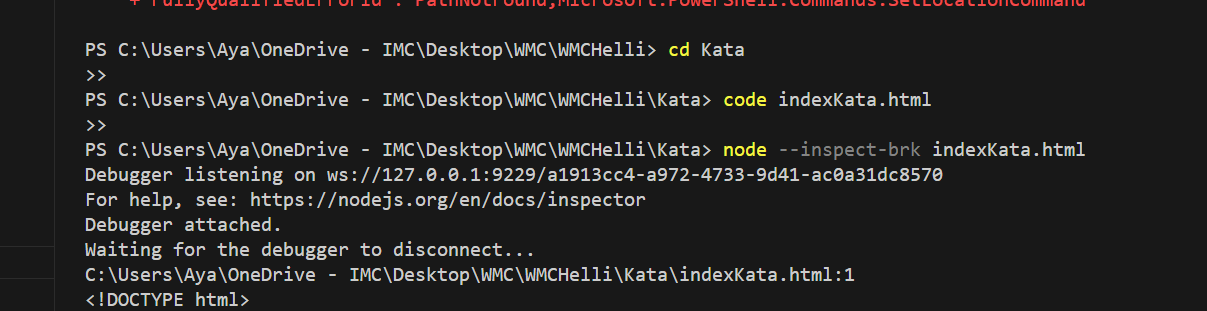 + FullyQualifiedErrorId : PathNotFound,Microsoft.PowerShell.Commands.SetLocationCommand
PS C:\Users\Aya\OneDrive - IMC\Desktop\WMC\WMCHelli> cd Kata
>>
PS C:\Users\Aya\OneDrive - IMC\Desktop\WMC\WMCHelli\Kata> code indexKata.html
>>
PS C:\Users\Aya\OneDrive - IMC\Desktop\WMC\WMCHelli\Kata> node --inspect-brk indexKata.html
Debugger listening on ws://127.0.0.1:9229/a1913cc4-a972-4733-9d41-ac0a31dc8570
For help, see: https://nodejs.org/en/docs/inspector
Debugger attached.
Waiting for the debugger to disconnect...
C:\Users\Aya\OneDrive - IMC\Desktop\WMC\WMCHelli\Kata\indexKata.html:1
<!DOCTYPE html>